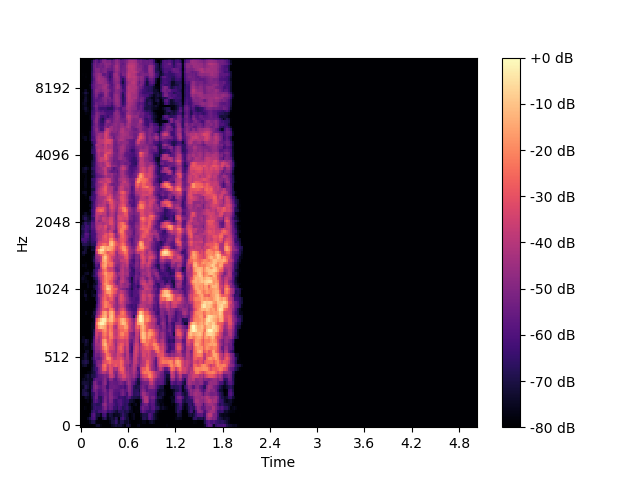 +0 dB
8192
-10 dB
4096
-20 dB
-30 dB
2048
-40 dB
Hz
1024
-50 dB
-60 dB
512
-70 dB
0
-80 dB
0 0.6 1.2 1.8 2.4 3 3.6 4.2 4.8
Time